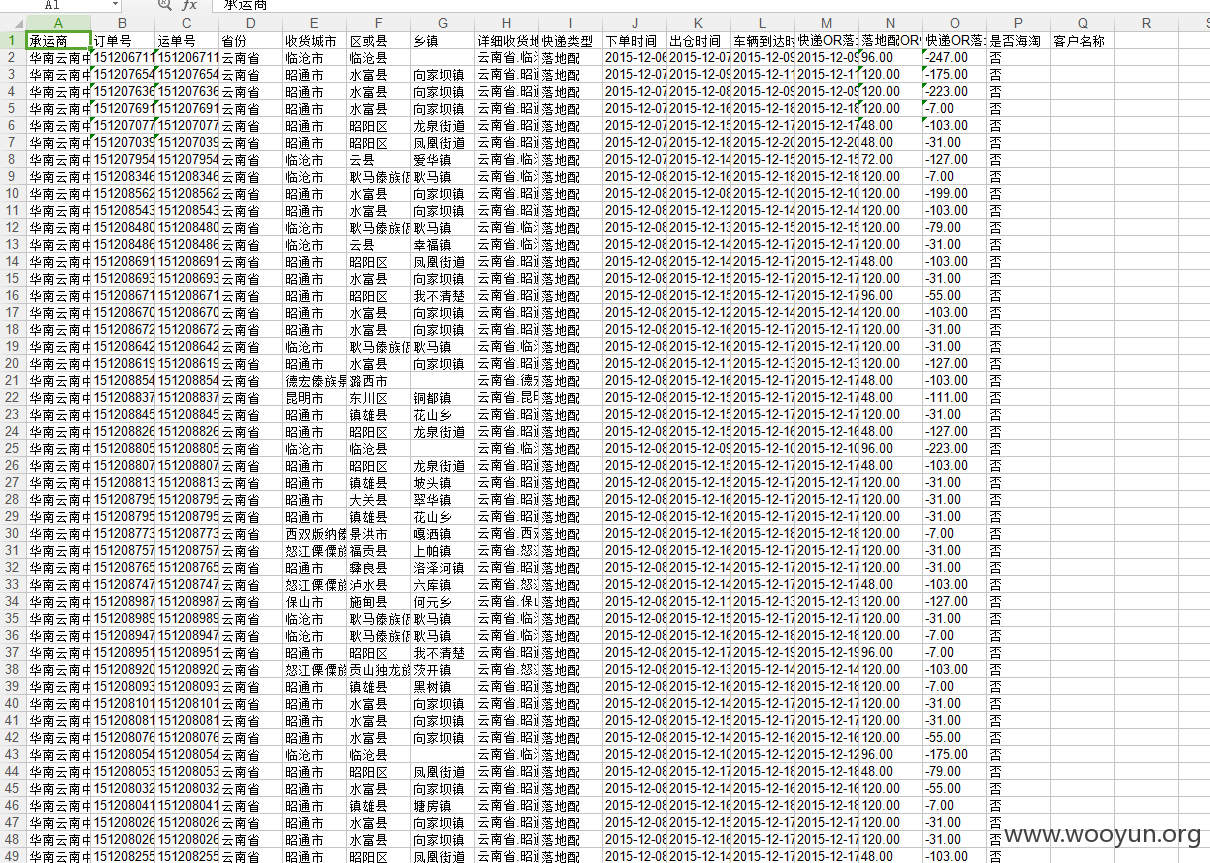 A1 fx 承运商
A B C D E F G H I J K L M N O P Q R S
1 承运商 订单号 运单号 省份 收货城市 区或县 乡镇 详细收货地 快递类型 下单时间 出仓时间 车辆到达时 快递OR落 落地配OR 快递OR落 是否海淘 客户名称
2 华南云南中 151206711 151206711 云南省 临沧市 临沧县 云南省.临 落地配 2015-12-06 2015-12-07 2015-12-09 2015-12-09 96.00 -247.00 否
3 华南云南中 151207654 151207654 云南省 昭通市 水富县 向家坝镇 云南省.昭 落地配 2015-12-07 2015-12-09 2015-12-11 2015-12-11 120.00 -175.00 否
4 华南云南中 151207636 151207636 云南省 昭通市 水富县 向家坝镇 云南省.昭 落地配 2015-12-07 2015-12-08 2015-12-09 2015-12-09 120.00 -223.00 否
5 华南云南中 151207691 151207691 云南省 昭通市 水富县 向家坝镇 云南省.昭 落地配 2015-12-07 2015-12-16 2015-12-18 2015-12-18 120.00 -7.00 否
6 华南云南中 151207077 151207077 云南省 昭通市 昭阳区 龙泉街道 云南省.昭 落地配 2015-12-07 2015-12-15 2015-12-17 2015-12-17 48.00 -103.00 否
7 华南云南中 151207039 151207039 云南省 昭通市 昭阳区 凤凰街道 云南省.昭 落地配 2015-12-07 2015-12-18 2015-12-20 2015-12-20 48.00 -31.00 否
8 华南云南中 151207954 151207954 云南省 临沧市 云县 爱华镇 云南省.临 落地配 2015-12-07 2015-12-14 2015-12-15 2015-12-15 72.00 -127.00 否
9 华南云南中 151208346 151208346 云南省 临沧市 耿马傣族佤 耿马镇 云南省.临 落地配 2015-12-08 2015-12-16 2015-12-18 2015-12-18 120.00 -7.00 否
10 华南云南中 151208562 151208562 云南省 昭通市 水富县 向家坝镇 云南省.昭 落地配 2015-12-08 2015-12-08 2015-12-10 2015-12-10 120.00 -199.00 否
11 华南云南中 151208543 151208543 云南省 昭通市 水富县 向家坝镇 云南省.昭 落地配 2015-12-08 2015-12-12 2015-12-14 2015-12-14 120.00 -103.00 否
12 华南云南中 151208480 151208480 云南省 临沧市 耿马傣族佤 耿马镇 云南省.临 落地配 2015-12-08 2015-12-13 2015-12-15 2015-12-15 120.00 -79.00 否
13 华南云南中 151208486 151208486 云南省 临沧市 云县 幸福镇 云南省.临 落地配 2015-12-08 2015-12-14 2015-12-17 2015-12-17 120.00 -31.00 否
14 华南云南中 151208691 151208691 云南省 昭通市 昭阳区 凤凰街道 云南省.昭 落地配 2015-12-08 2015-12-14 2015-12-17 2015-12-17 48.00 -103.00 否
15 华南云南中 151208693 151208693 云南省 昭通市 水富县 向家坝镇 云南省.昭 落地配 2015-12-08 2015-12-15 2015-12-17 2015-12-17 120.00 -31.00 否
16 华南云南中 151208671 151208671 云南省 昭通市 昭阳区 我不清楚 云南省.昭 落地配 2015-12-08 2015-12-15 2015-12-17 2015-12-17 96.00 -55.00 否
17 华南云南中 151208670 151208670 云南省 昭通市 水富县 向家坝镇 云南省.昭 落地配 2015-12-08 2015-12-12 2015-12-14 2015-12-14 120.00 -103.00 否
18 华南云南中 151208672 151208672 云南省 昭通市 水富县 向家坝镇 云南省.昭 落地配 2015-12-08 2015-12-16 2015-12-17 2015-12-17 120.00 -31.00 否
19 华南云南中 151208642 151208642 云南省 临沧市 耿马傣族佤 耿马镇 云南省.临 落地配 2015-12-08 2015-12-16 2015-12-17 2015-12-17 120.00 -31.00 否
20 华南云南中 151208619 151208619 云南省 昭通市 水富县 向家坝镇 云南省.昭 落地配 2015-12-08 2015-12-11 2015-12-13 2015-12-13 120.00 -127.00 否
21 华南云南中 151208854 151208854 云南省 德宏傣族景 潞西市 云南省.德 落地配 2015-12-08 2015-12-16 2015-12-17 2015-12-17 48.00 -103.00 否
22 华南云南中 151208837 151208837 云南省 昆明市 东川区 铜都镇 云南省.昆 落地配 2015-12-08 2015-12-16 2015-12-17 2015-12-17 48.00 -111.00 否
23 华南云南中 151208845 151208845 云南省 昭通市 镇雄县 花山乡 云南省.昭 落地配 2015-12-08 2015-12-15 2015-12-17 2015-12-17 120.00 -31.00 否
24 华南云南中 151208826 151208826 云南省 昭通市 昭阳区 龙泉街道 云南省.昭 落地配 2015-12-08 2015-12-15 2015-12-16 2015-12-16 48.00 -127.00 否
25 华南云南中 151208805 151208805 云南省 临沧市 临沧县 云南省.临 落地配 2015-12-08 2015-12-09 2015-12-10 2015-12-10 96.00 -223.00 否
26 华南云南中 151208807 151208807 云南省 昭通市 昭阳区 龙泉街道 云南省.昭 落地配 2015-12-08 2015-12-16 2015-12-17 2015-12-17 48.00 -103.00 否
27 华南云南中 151208813 151208813 云南省 昭通市 镇雄县 坡头镇 云南省.昭 落地配 2015-12-08 2015-12-16 2015-12-17 2015-12-17 120.00 -31.00 否
28 华南云南中 151208795 151208795 云南省 昭通市 大关县 翠华镇 云南省.昭 落地配 2015-12-08 2015-12-16 2015-12-17 2015-12-17 120.00 -31.00 否
29 华南云南中 151208795 151208795 云南省 昭通市 镇雄县 花山乡 云南省.昭 落地配 2015-12-08 2015-12-16 2015-12-17 2015-12-17 120.00 -31.00 否
30 华南云南中 151208773 151208773 云南省 西双版纳傣 景洪市 嘎洒镇 云南省.西 落地配 2015-12-08 2015-12-16 2015-12-18 2015-12-18 120.00 -7.00 否
31 华南云南中 151208757 151208757 云南省 怒江傈僳族 福贡县 上帕镇 云南省.怒 落地配 2015-12-08 2015-12-16 2015-12-17 2015-12-17 120.00 -31.00 否
32 华南云南中 151208765 151208765 云南省 昭通市 彝良县 洛泽河镇 云南省.昭 落地配 2015-12-08 2015-12-14 2015-12-17 2015-12-17 120.00 -31.00 否
33 华南云南中 151208747 151208747 云南省 怒江傈僳族 泸水县 六库镇 云南省.怒 落地配 2015-12-08 2015-12-14 2015-12-17 2015-12-17 48.00 -103.00 否
34 华南云南中 151208987 151208987 云南省 保山市 施甸县 何元乡 云南省.保 落地配 2015-12-08 2015-12-11 2015-12-13 2015-12-13 120.00 -127.00 否
35 华南云南中 151208989 151208989 云南省 临沧市 耿马傣族佤 耿马镇 云南省.临 落地配 2015-12-08 2015-12-16 2015-12-17 2015-12-17 120.00 -31.00 否
36 华南云南中 151208947 151208947 云南省 临沧市 耿马傣族佤 耿马镇 云南省.临 落地配 2015-12-08 2015-12-16 2015-12-18 2015-12-18 120.00 -7.00 否
37 华南云南中 151208951 151208951 云南省 昭通市 昭阳区 我不清楚 云南省.昭 落地配 2015-12-08 2015-12-16 2015-12-19 2015-12-19 96.00 -7.00 否
38 华南云南中 151208920 151208920 云南省 怒江傈僳族 贡山独龙族 茨开镇 云南省.怒 落地配 2015-12-08 2015-12-13 2015-12-14 2015-12-14 120.00 -103.00 否
39 华南云南中 151208093 151208093 云南省 昭通市 镇雄县 黑树镇 云南省.昭 落地配 2015-12-08 2015-12-16 2015-12-18 2015-12-18 120.00 -7.00 否
40 华南云南中 151208101 151208101 云南省 昭通市 水富县 向家坝镇 云南省.昭 落地配 2015-12-08 2015-12-14 2015-12-17 2015-12-17 120.00 -31.00 否
41 华南云南中 151208081 151208081 云南省 昭通市 水富县 向家坝镇 云南省.昭 落地配 2015-12-08 2015-12-15 2015-12-17 2015-12-17 120.00 -31.00 否
42 华南云南中 151208076 151208076 云南省 昭通市 水富县 向家坝镇 云南省.昭 落地配 2015-12-08 2015-12-14 2015-12-16 2015-12-16 120.00 -55.00 否
43 华南云南中 151208054 151208054 云南省 临沧市 临沧县 云南省.临 落地配 2015-12-08 2015-12-10 2015-12-12 2015-12-12 96.00 -175.00 否
44 华南云南中 151208053 151208053 云南省 昭通市 昭阳区 凤凰街道 云南省.昭 落地配 2015-12-08 2015-12-17 2015-12-18 2015-12-18 48.00 -79.00 否
45 华南云南中 151208032 151208032 云南省 昭通市 水富县 向家坝镇 云南省.昭 落地配 2015-12-08 2015-12-14 2015-12-16 2015-12-16 120.00 -55.00 否
46 华南云南中 151208041 151208041 云南省 昭通市 镇雄县 塘房镇 云南省.昭 落地配 2015-12-08 2015-12-16 2015-12-18 2015-12-18 120.00 -7.00 否
47 华南云南中 151208026 151208026 云南省 昭通市 水富县 向家坝镇 云南省.昭 落地配 2015-12-08 2015-12-14 2015-12-17 2015-12-17 120.00 -31.00 否
48 华南云南中 151208026 151208026 云南省 昭通市 水富县 向家坝镇 云南省.昭 落地配 2015-12-08 2015-12-16 2015-12-17 2015-12-17 120.00 -31.00 否
49 华南云南中 151208255 151208255 云南省 昭通市 昭阳区 凤凰街道 云南省.昭 落地配 2015-12-08 2015-12-14 2015-12-17 2015-12-17 48.00 -103.00 否
www.wooyun.org